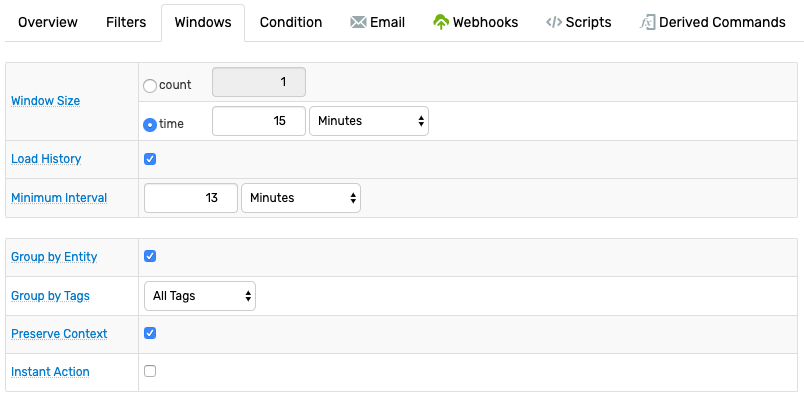 Overview Filters Windows Condition Email Webhooks Scripts Derived Commands
Window Size
count 1
time 15 Minutes
Load History
Minimum Interval 13 Minutes
Group by Entity
Group by Tags All Tags
Preserve Context
Instant Action